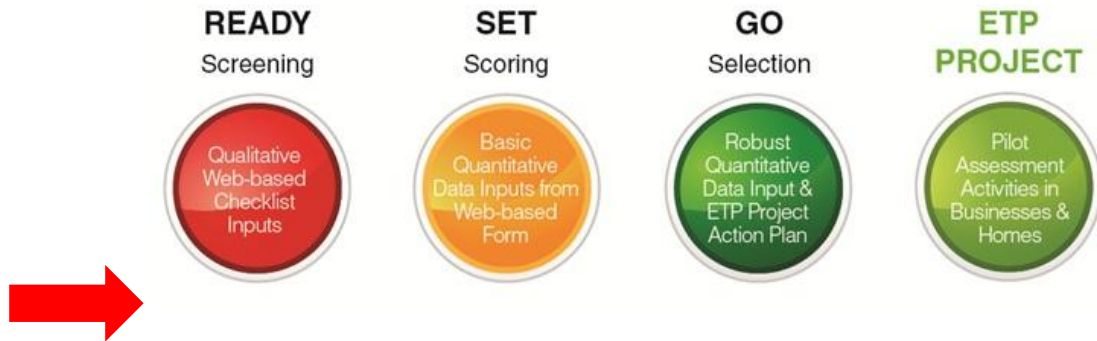 READY
Screening
Qualitative
Web-based
Checklist
Inputs
SET
Scoring
Basic
Quantitative
Data Inputs from
Web-based
Form
GO
Selection
Robust
Quantitative
Data Input &
ETP Project
Action Plan
ETP
PROJECT
Pilot
Assessment
Activities in
Businesses &
Homes